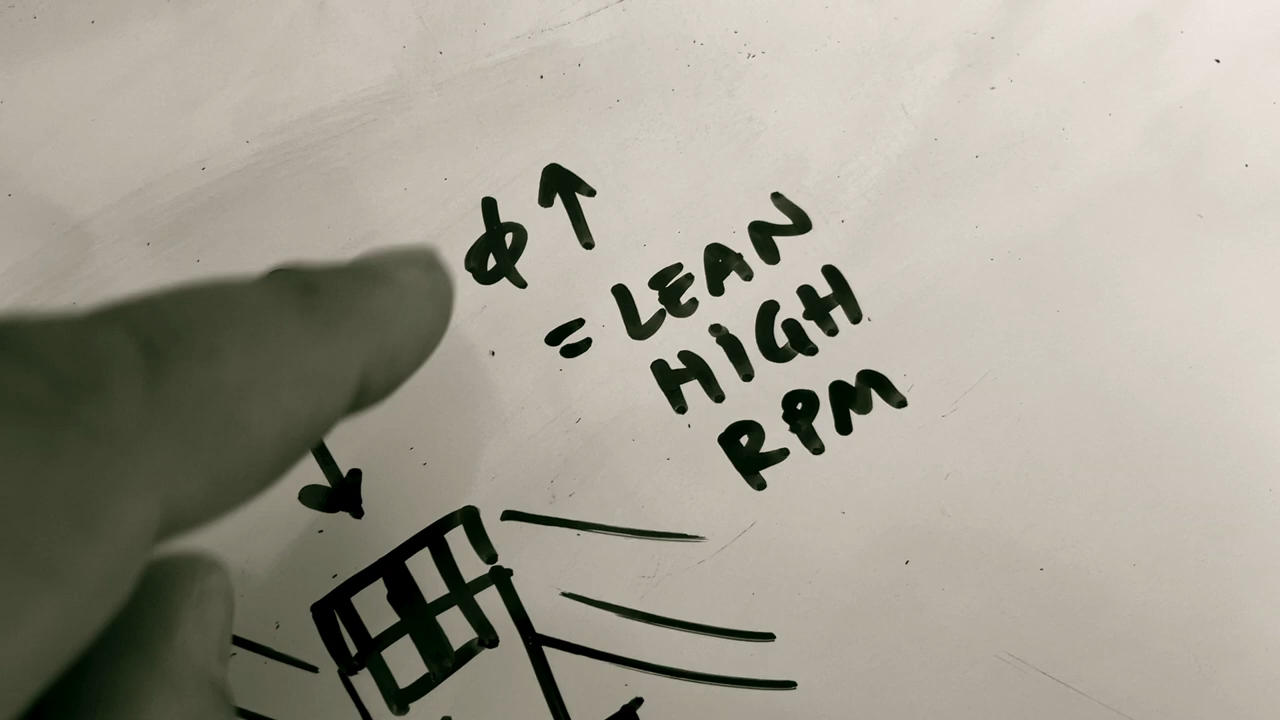 ϕ ↑
= LEAN
HIGH
RPM